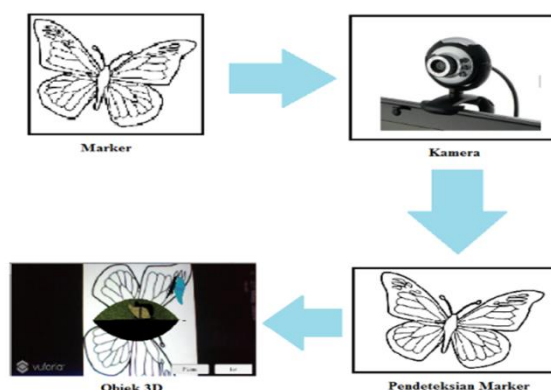 Marker
Kamera
Pendeteksian Marker
Objek 3D
vuforia